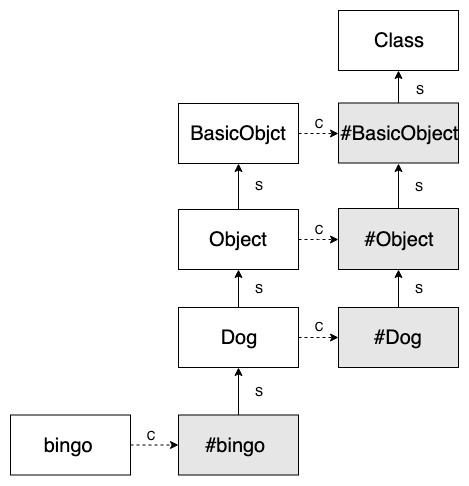 Class
S
BasicObjct
C
#BasicObject
S
S
Object
C
#Object
S
S
Dog
C
#Dog
S
bingo
C
#bingo